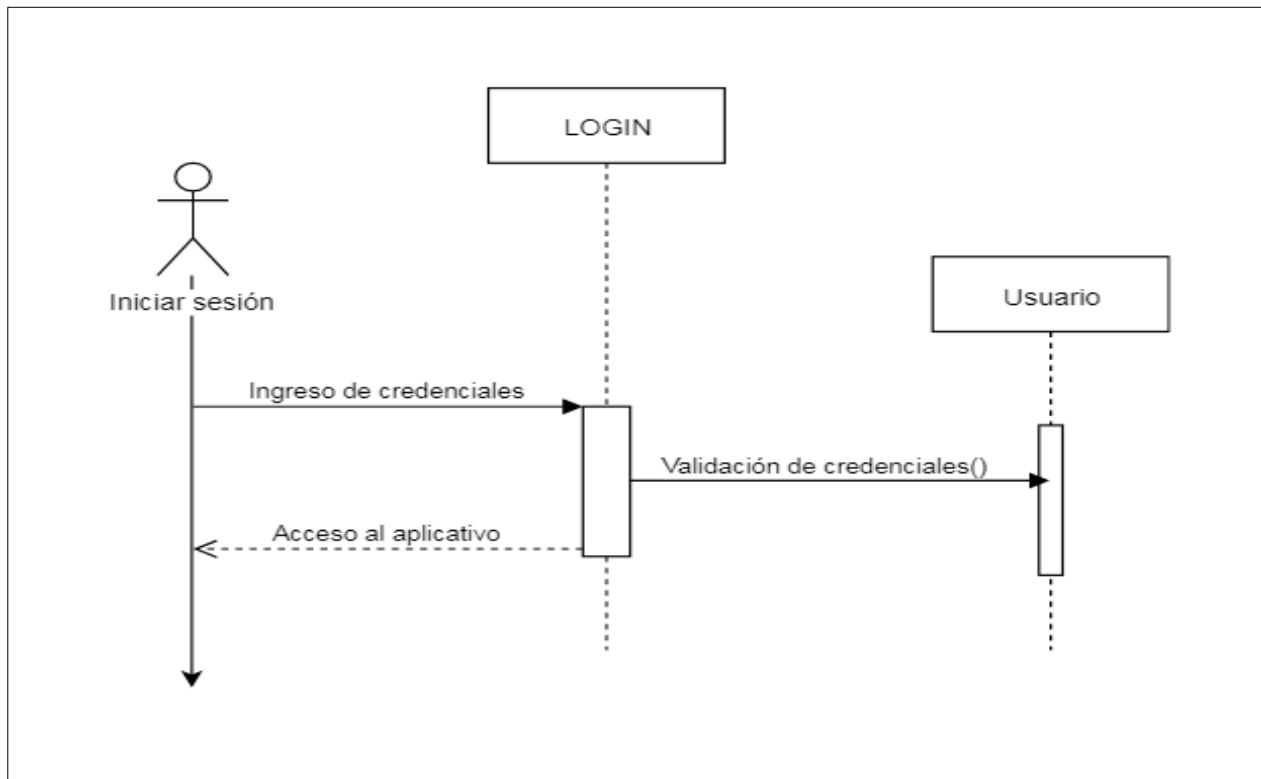 LOGIN
Iniciar sesión
Usuario
Ingreso de credenciales
Validación de credenciales()
Acceso al aplicativo